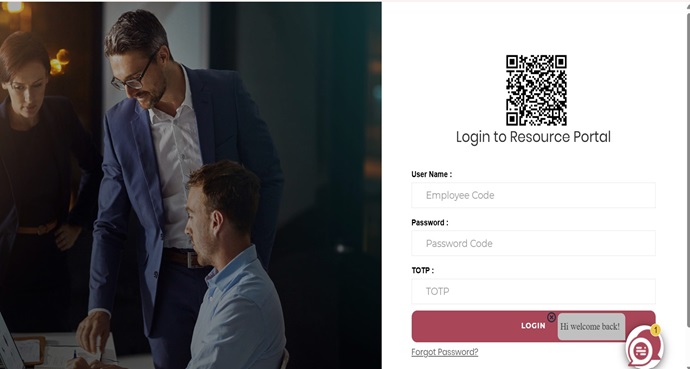 Login to Resource Portal
User Name :
Employee Code
Password :
Password Code
TOTP :
TOTP
LOGIN
Hi welcome back!
1
Forgot Password?